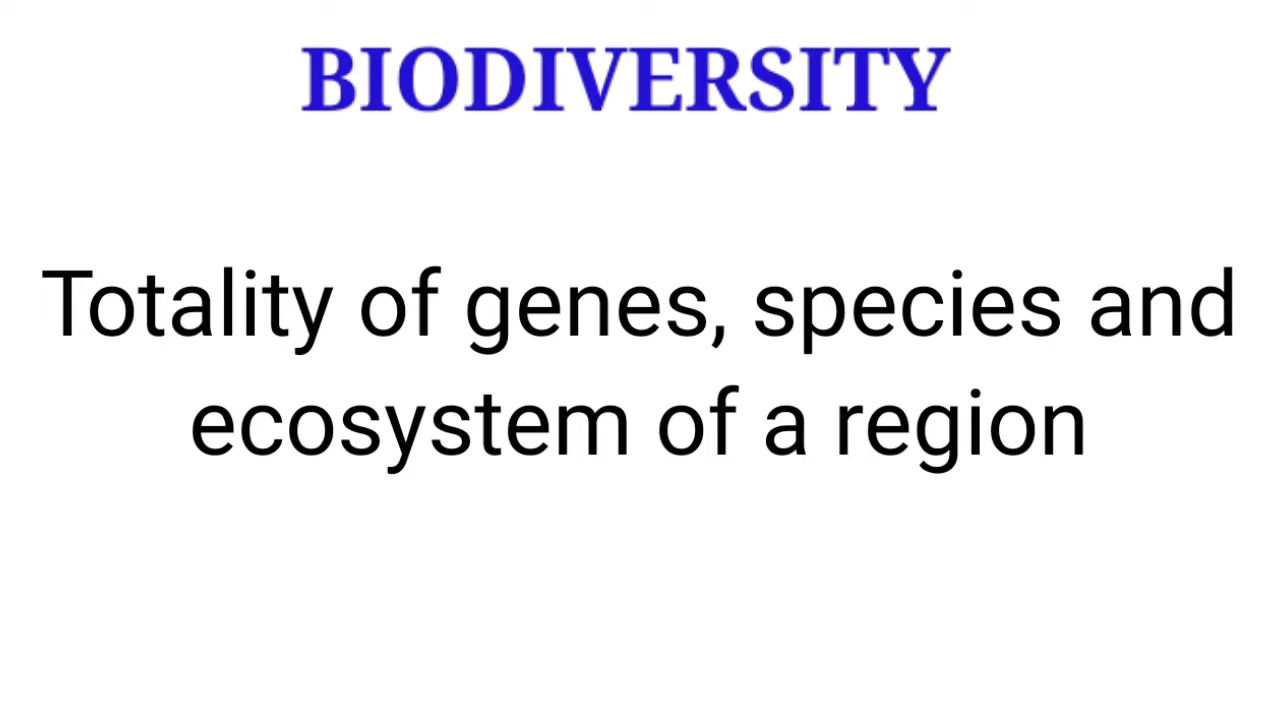 BIODIVERSITY
Totality of genes, species and
ecosystem of a region